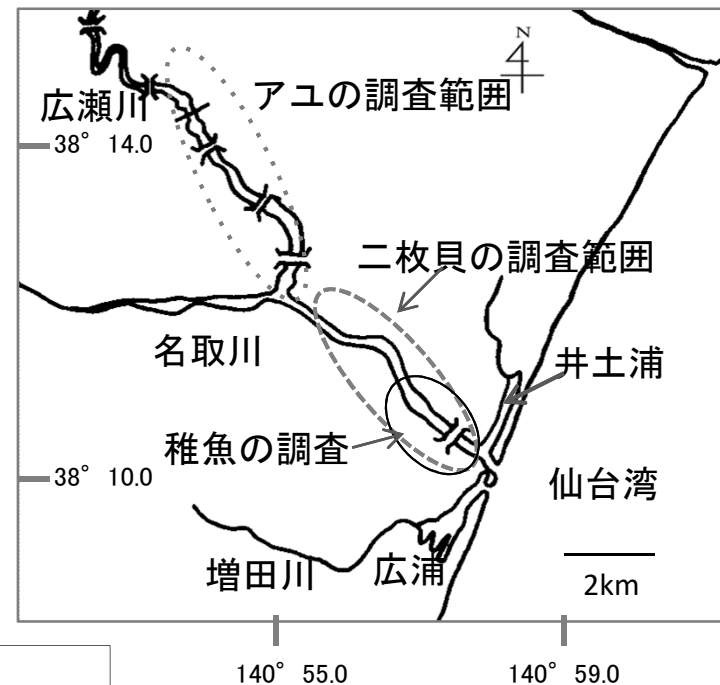 N
アユの調査範囲
広瀬川
38° 14.0
二枚貝の調査範囲
名取川
井土浦
稚魚の調査
38° 10.0
仙台湾
増田川
広浦
2km
140° 55.0
140° 59.0